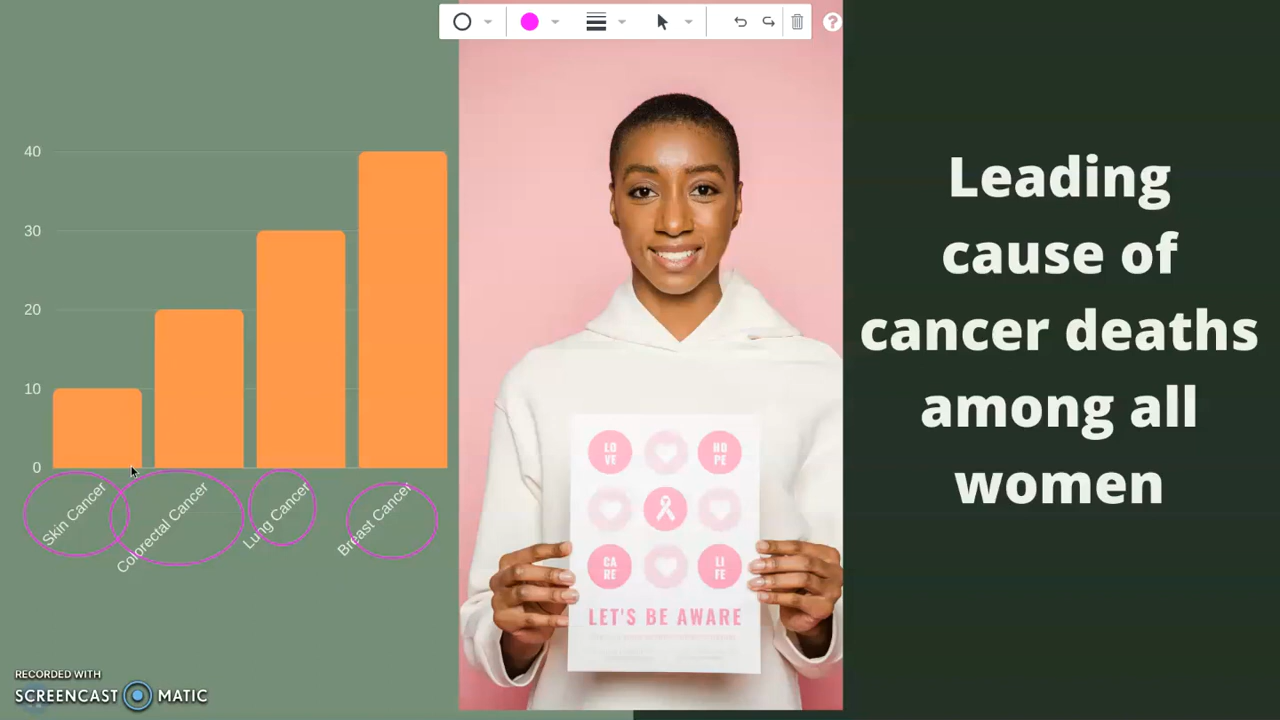 40
30
20
10
0
Skin Cancer
Colorectal Cancer
Lung Cancer
Breast Cancer
LO
VE
HO
PE
CA
RE
LI
FE
LET'S BE AWARE
Leading
cause of
cancer deaths
among all
women
?
RECORDED WITH
SCREENCAST MATIC